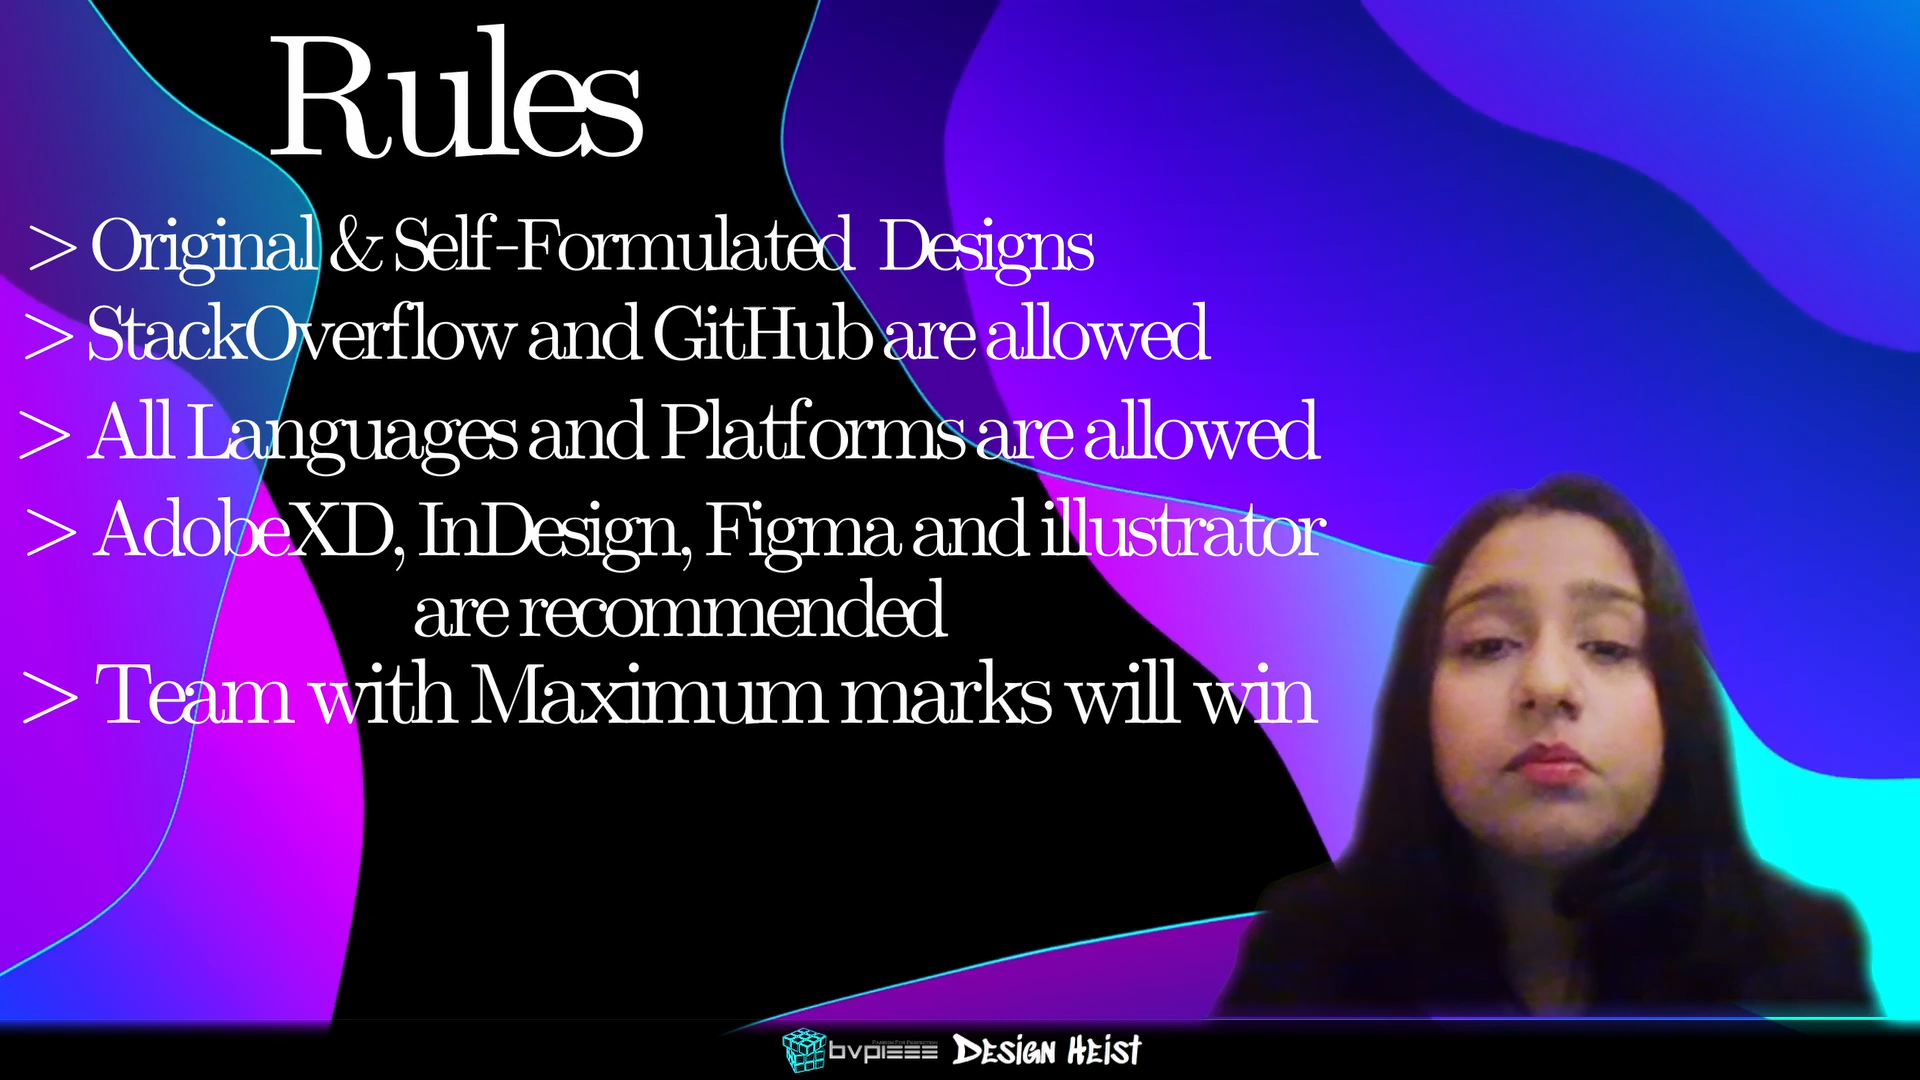 Rules
> Original & Self-Formulated Designs
> StackOverflow and GitHub are allowed
> All Languages and Platforms are allowed
> AdobeXD, InDesign, Figma and illustrator
are recommended
> Team with Maximum marks will win
bvpieee DESIGN HEIST